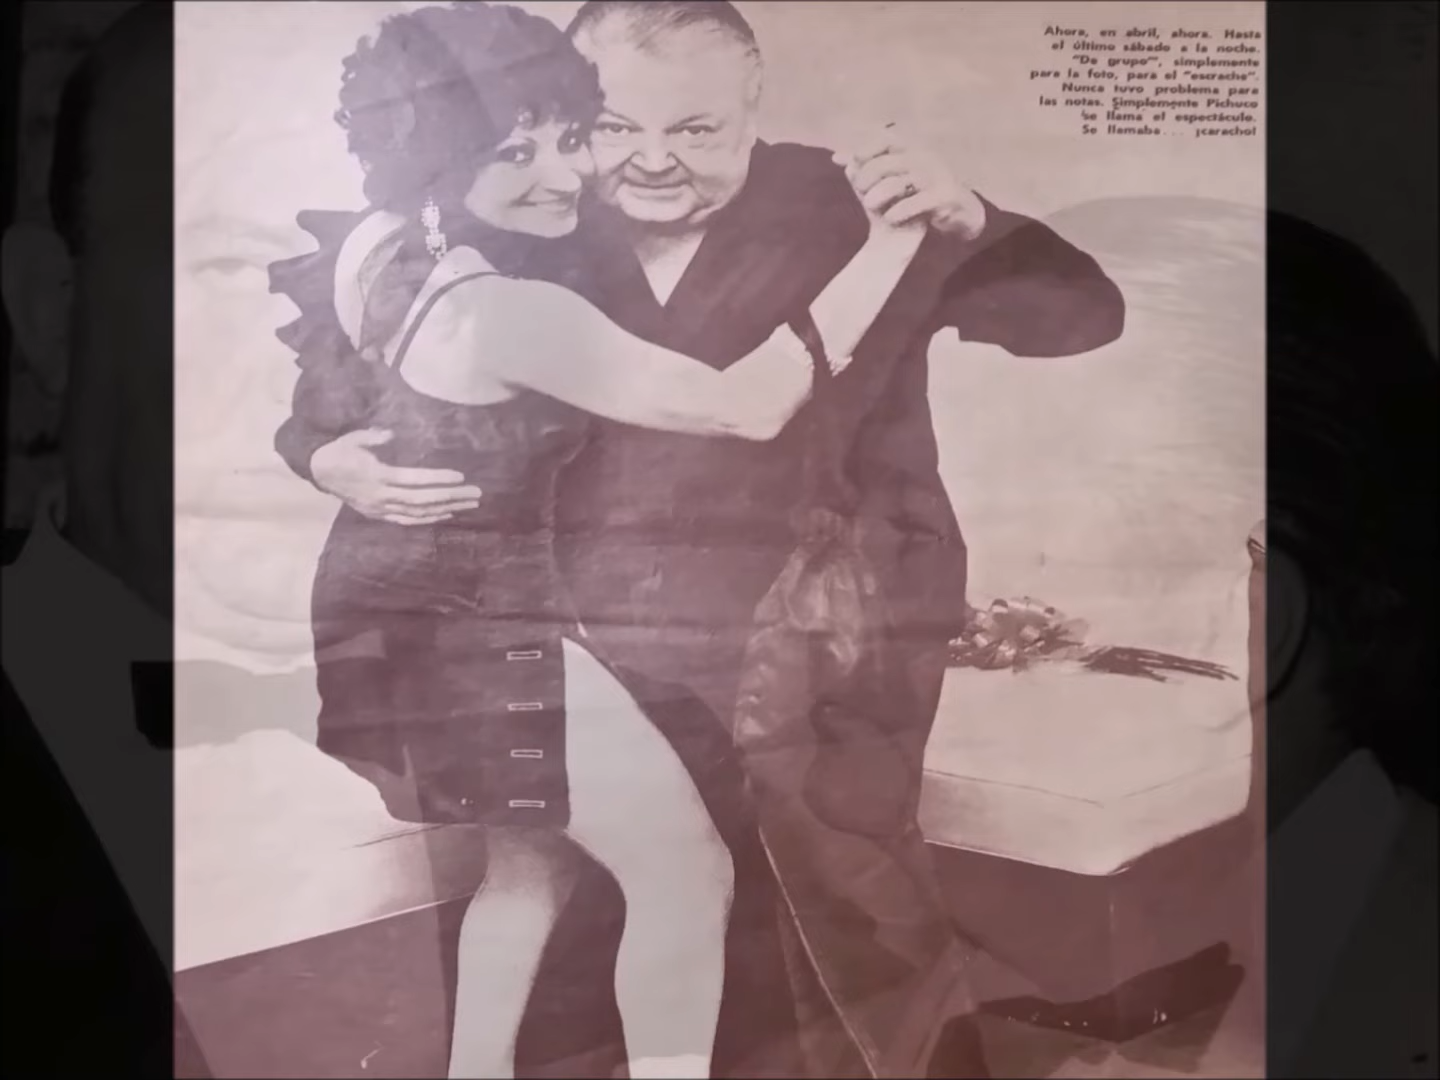 Ahora, en abril, ahora. Hasta
el último sábado a la noche.
"De grupo"", simplemente
para la foto, para el "escrache".
Nunca tuvo problema para
las notas. Simplemente Pichuco
se llama el espectáculo.
Se llamaba... ¡caracho!